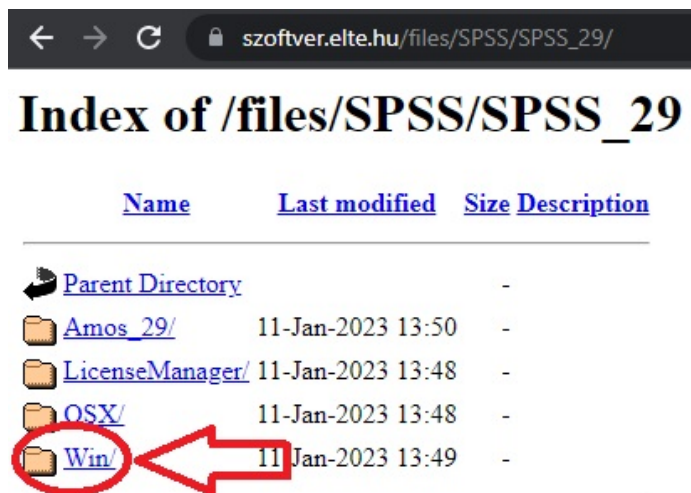 szoftver.elte.hu/files/SPSS/SPSS_29/
Index of /files/SPSS/SPSS_29
Name Last modified Size Description
Parent Directory -
Amos_29/ 11-Jan-2023 13:50 -
LicenseManager/ 11-Jan-2023 13:48 -
OSX/ 11-Jan-2023 13:48 -
Win/ 11-Jan-2023 13:49 -